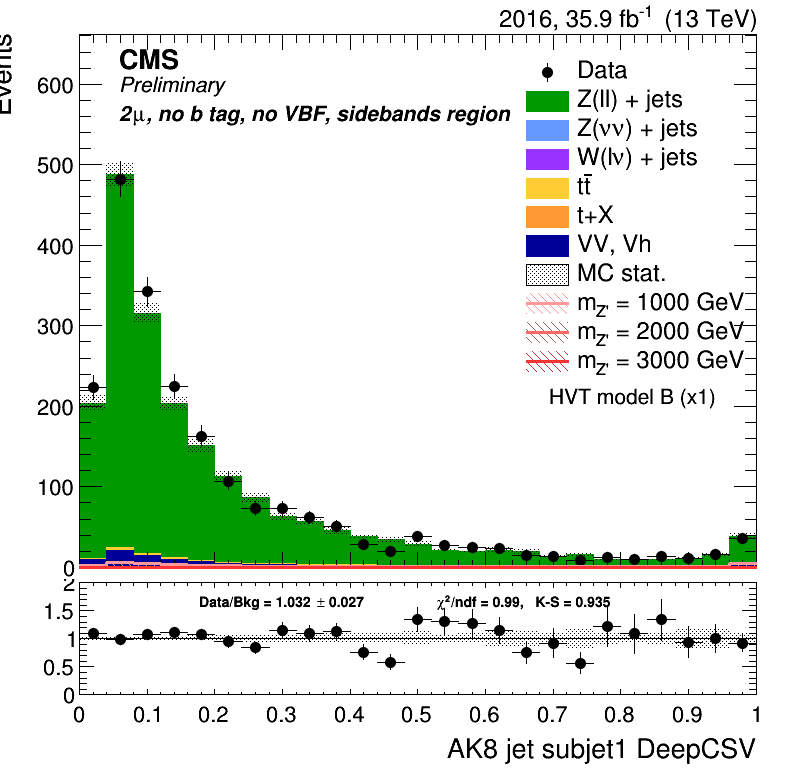 2016, 35.9 fb⁻¹ (13 TeV)
Events
CMS
Preliminary
2μ, no b tag, no VBF, sidebands region
Data
Z(ll) + jets
Z(νν) + jets
W(lν) + jets
tt̄
t+X
VV, Vh
MC stat.
m_Z' = 1000 GeV
m_Z' = 2000 GeV
m_Z' = 3000 GeV
HVT model B (x1)
600
500
400
300
200
100
0
2
1.5
1
0.5
0
Data/Bkg = 1.032 ± 0.027 χ²/ndf = 0.99, K-S = 0.935
0 0.1 0.2 0.3 0.4 0.5 0.6 0.7 0.8 0.9 1
AK8 jet subjet1 DeepCSV